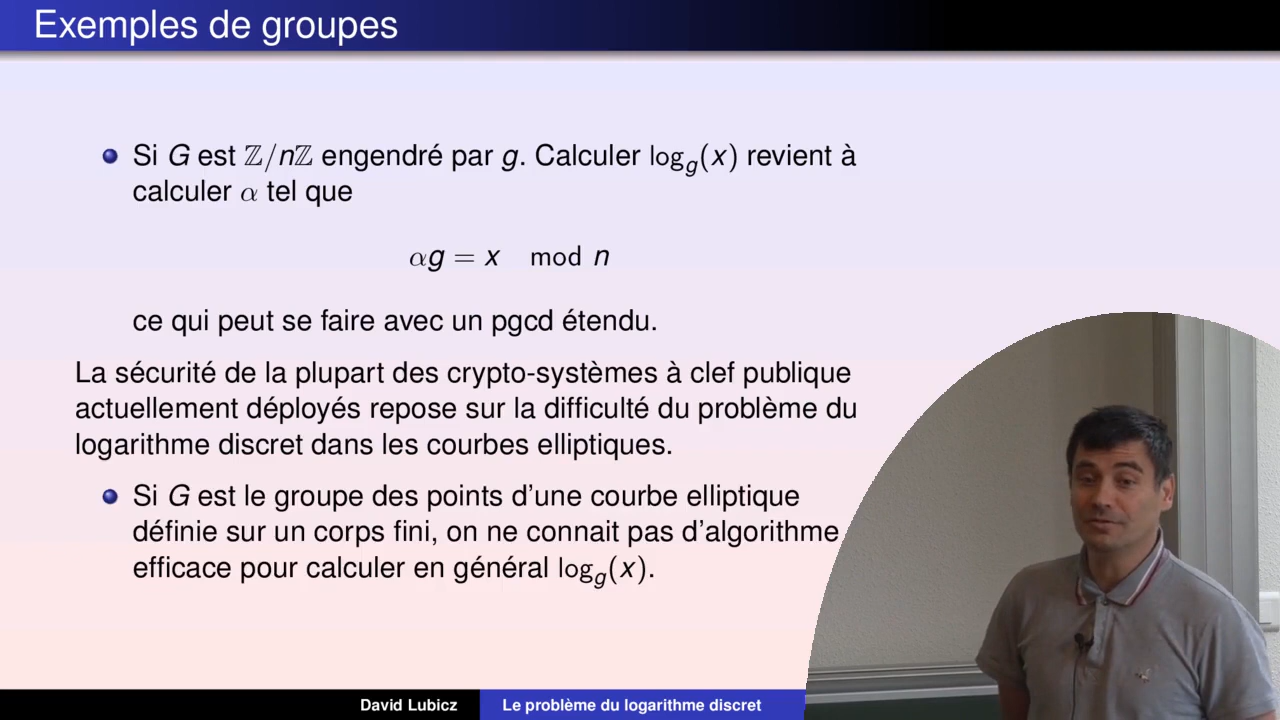 Exemples de groupes
Si G est ℤ/nℤ engendré par g. Calculer log_g(x) revient à
calculer α tel que
αg = x mod n
ce qui peut se faire avec un pgcd étendu.
La sécurité de la plupart des crypto-systèmes à clef publique
actuellement déployés repose sur la difficulté du problème du
logarithme discret dans les courbes elliptiques.
Si G est le groupe des points d'une courbe elliptique
définie sur un corps fini, on ne connait pas d'algorithme
efficace pour calculer en général log_g(x).
David Lubicz Le problème du logarithme discret